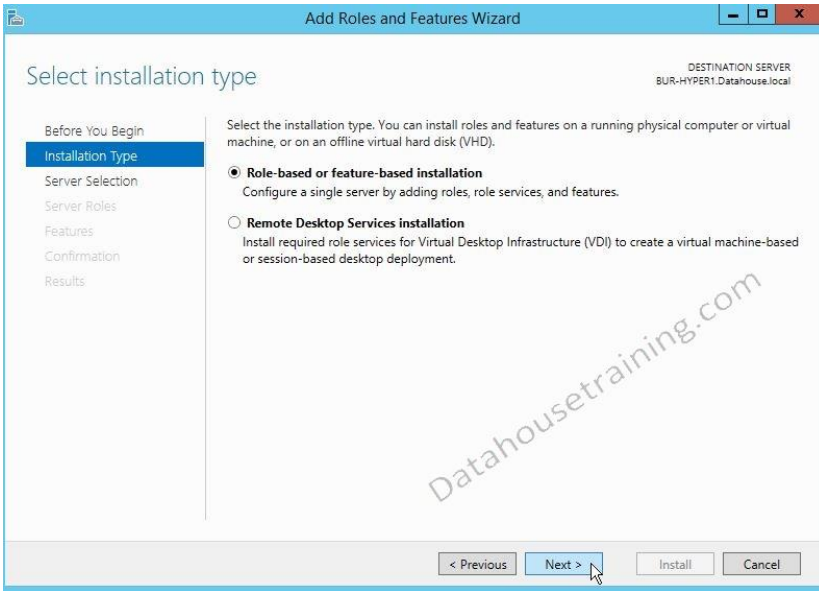 Add Roles and Features Wizard
Select installation type
DESTINATION SERVER
BUR-HYPER1.Datahouse.local
Before You Begin
Installation Type
Server Selection
Server Roles
Features
Confirmation
Results
Select the installation type. You can install roles and features on a running physical computer or virtual
machine, or on an offline virtual hard disk (VHD).
Role-based or feature-based installation
Configure a single server by adding roles, role services, and features.
Remote Desktop Services installation
Install required role services for Virtual Desktop Infrastructure (VDI) to create a virtual machine-based
or session-based desktop deployment.
Datahousetraining.com
< Previous
Next >
Install
Cancel